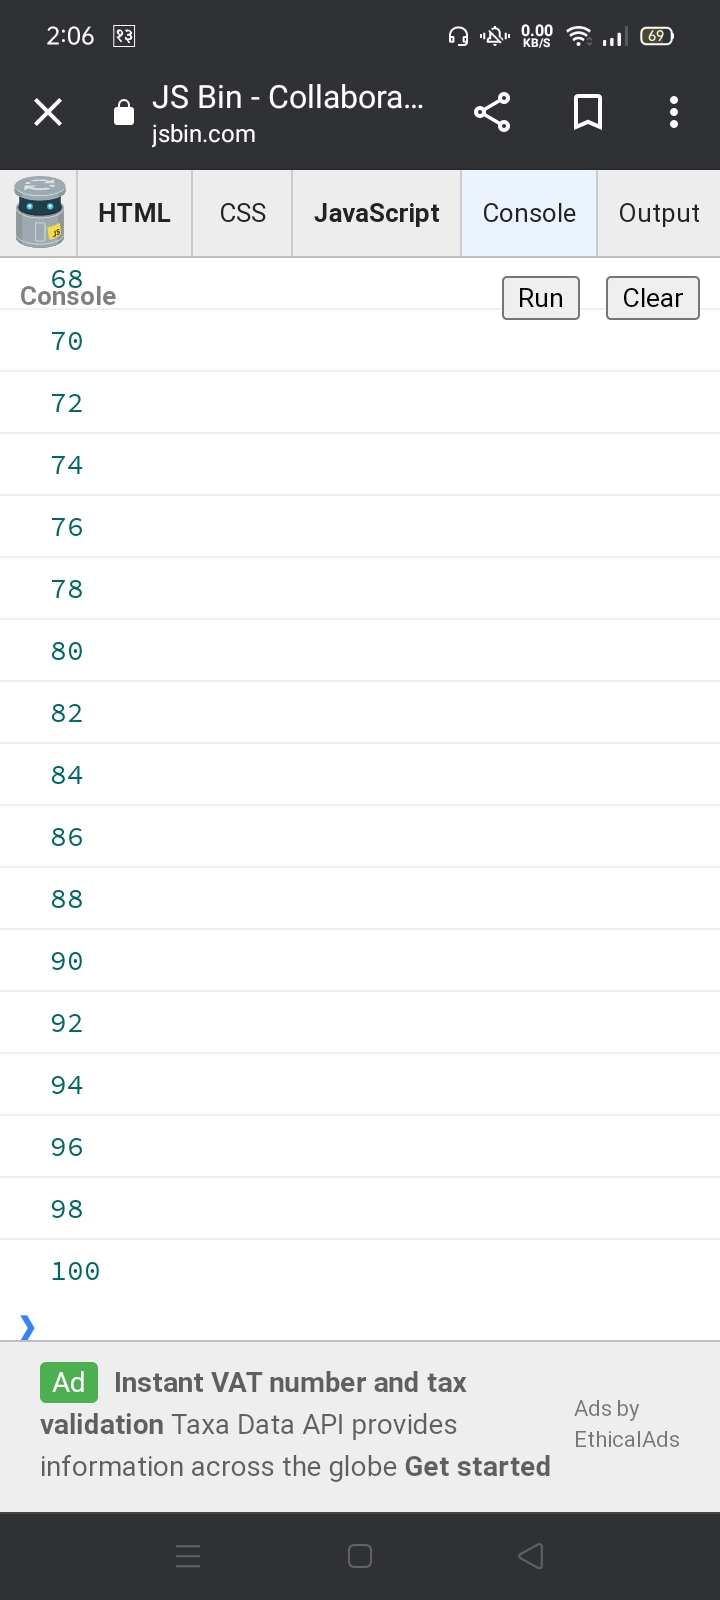 2:06 १३ 0.00 KB/S 69
JS Bin - Collabora...
jsbin.com
HTML CSS JavaScript Console Output
68
Console Run Clear
70
72
74
76
78
80
82
84
86
88
90
92
94
96
98
100
❯
Ad Instant VAT number and tax
validation Taxa Data API provides
information across the globe Get started
Ads by
EthicalAds